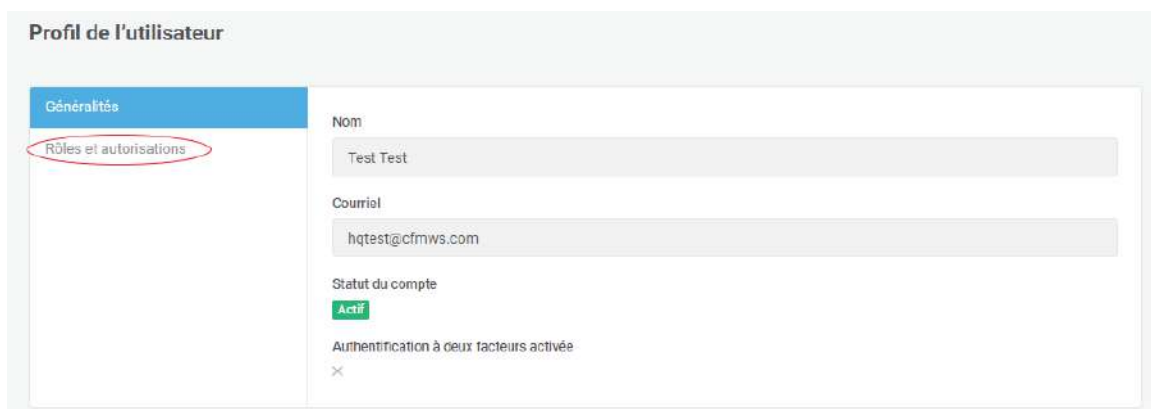 Profil de l'utilisateur
Généralités
Rôles et autorisations
Nom
Test Test
Courriel
hqtest@cfmws.com
Statut du compte
Actif
Authentification à deux facteurs activée